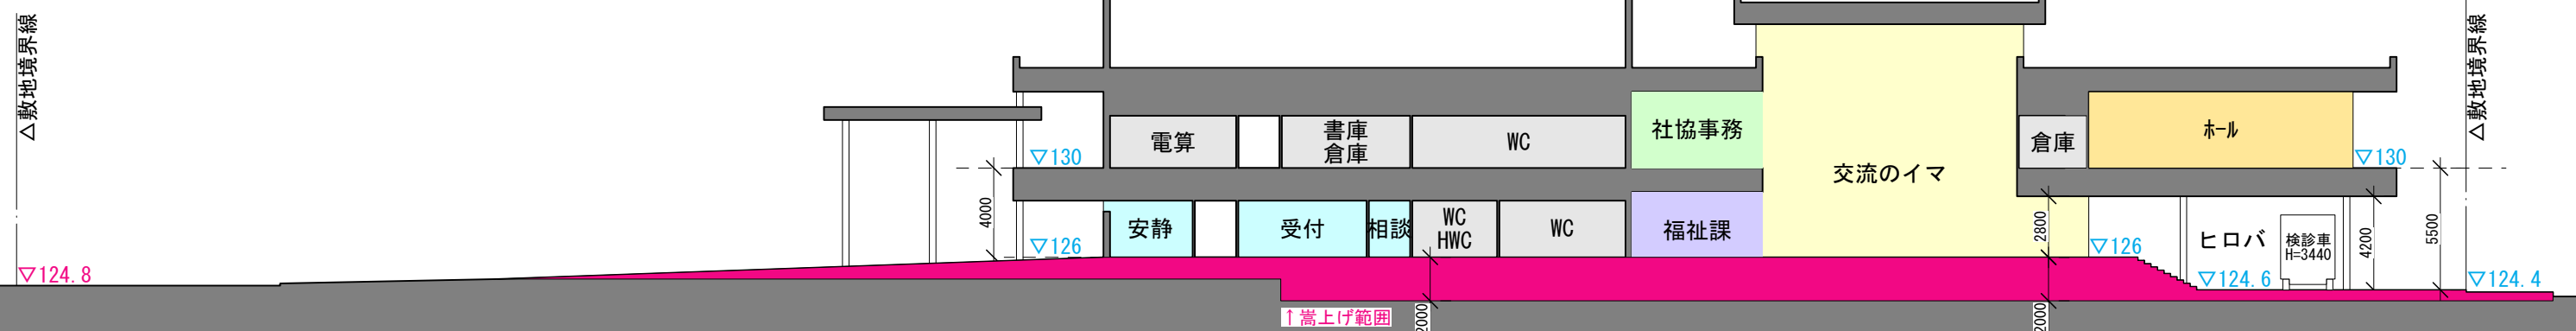 △敷地境界線
▽124.8
▽130
4000
▽126
電算
書庫
倉庫
WC
社協事務
安静
受付
相談
WC
HWC
WC
福祉課
交流のイマ
倉庫
ホール
▽130
2800
▽126
ヒロバ
検診車
H=3440
4200
5500
▽124.6
▽124.4
△敷地境界線
↑嵩上げ範囲
2000
2000